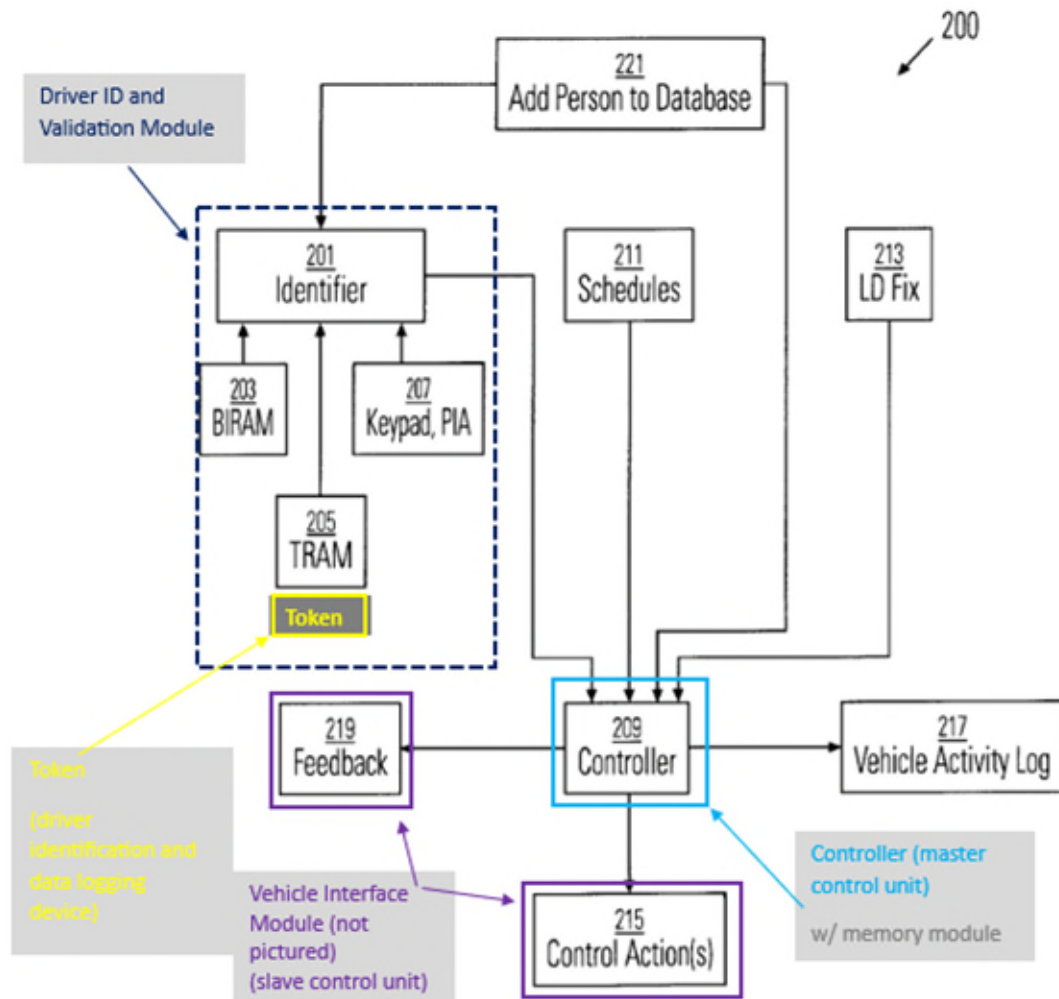 200
221
Add Person to Database
Driver ID and
Validation Module
201
Identifier
211
Schedules
213
LD Fix
203
BIRAM
207
Keypad, PIA
205
TRAM
Token
219
Feedback
209
Controller
217
Vehicle Activity Log
Token
(driver
identification and
data logging
device)
Vehicle Interface
Module (not
pictured)
(slave control unit)
Controller (master
control unit)
w/ memory module
215
Control Action(s)